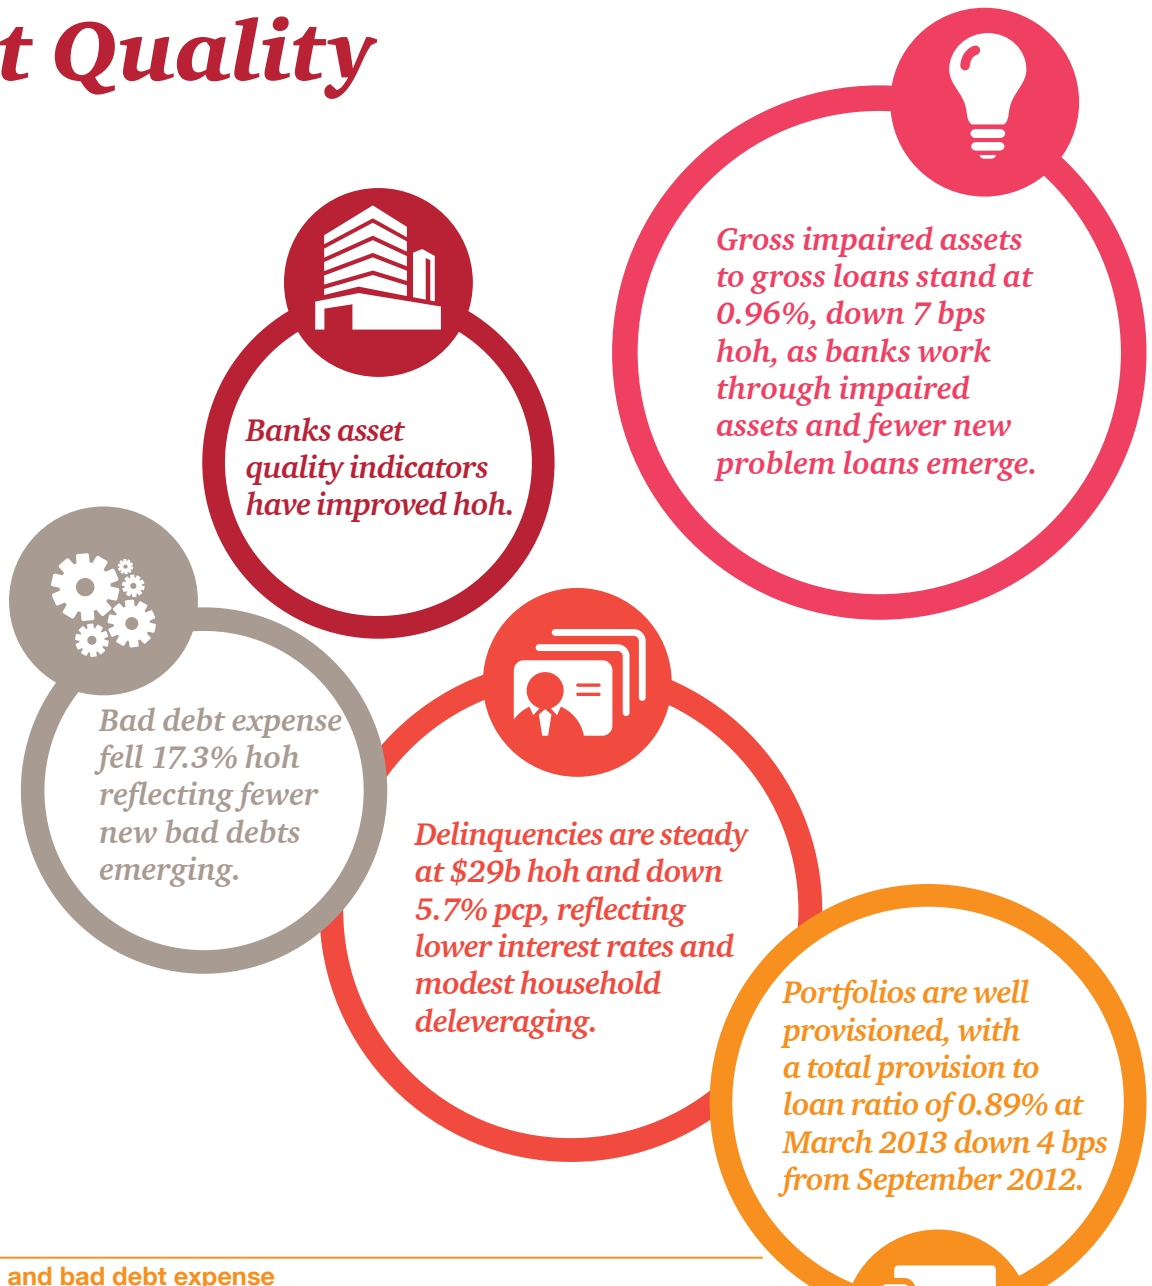 t Quality
Gross impaired assets
to gross loans stand at
0.96%, down 7 bps
hoh, as banks work
through impaired
assets and fewer new
problem loans emerge.
Banks asset
quality indicators
have improved hoh.
Bad debt expense
fell 17.3% hoh
reflecting fewer
new bad debts
emerging.
Delinquencies are steady
at $29b hoh and down
5.7% pcp, reflecting
lower interest rates and
modest household
deleveraging.
Portfolios are well
provisioned, with
a total provision to
loan ratio of 0.89% at
March 2013 down 4 bps
from September 2012.
and bad debt expense